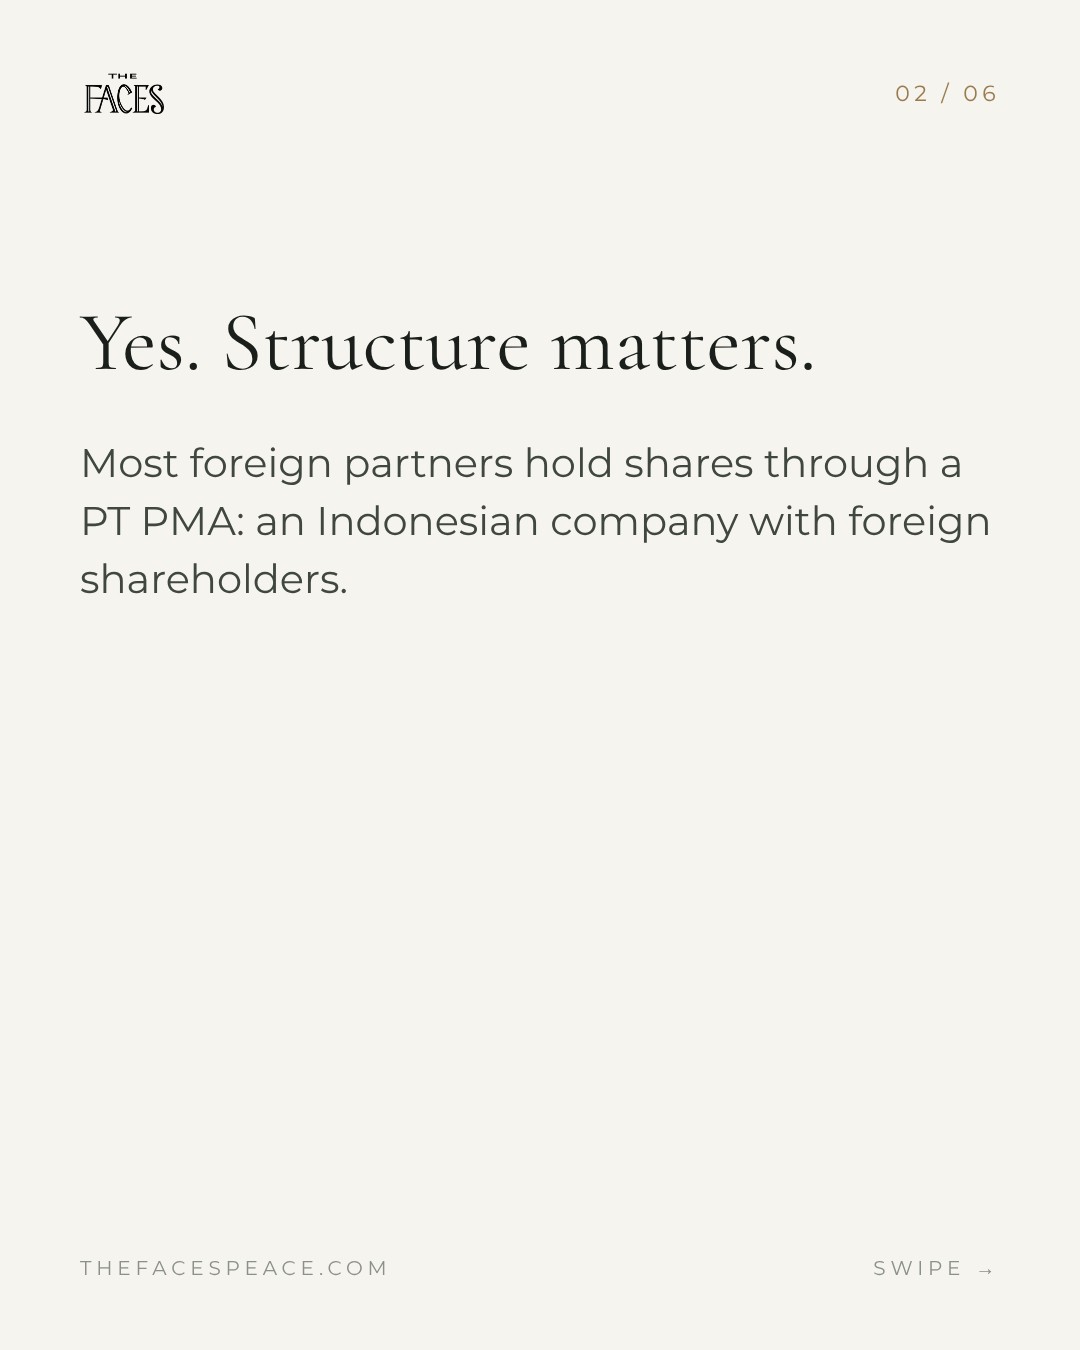 THE
FACES
02 / 06
Yes. Structure matters.
Most foreign partners hold shares through a
PT PMA: an Indonesian company with foreign
shareholders.
THEFACESPEACE.COM
SWIPE →